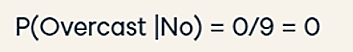 P(Overcast |No) = 0/9 = 0